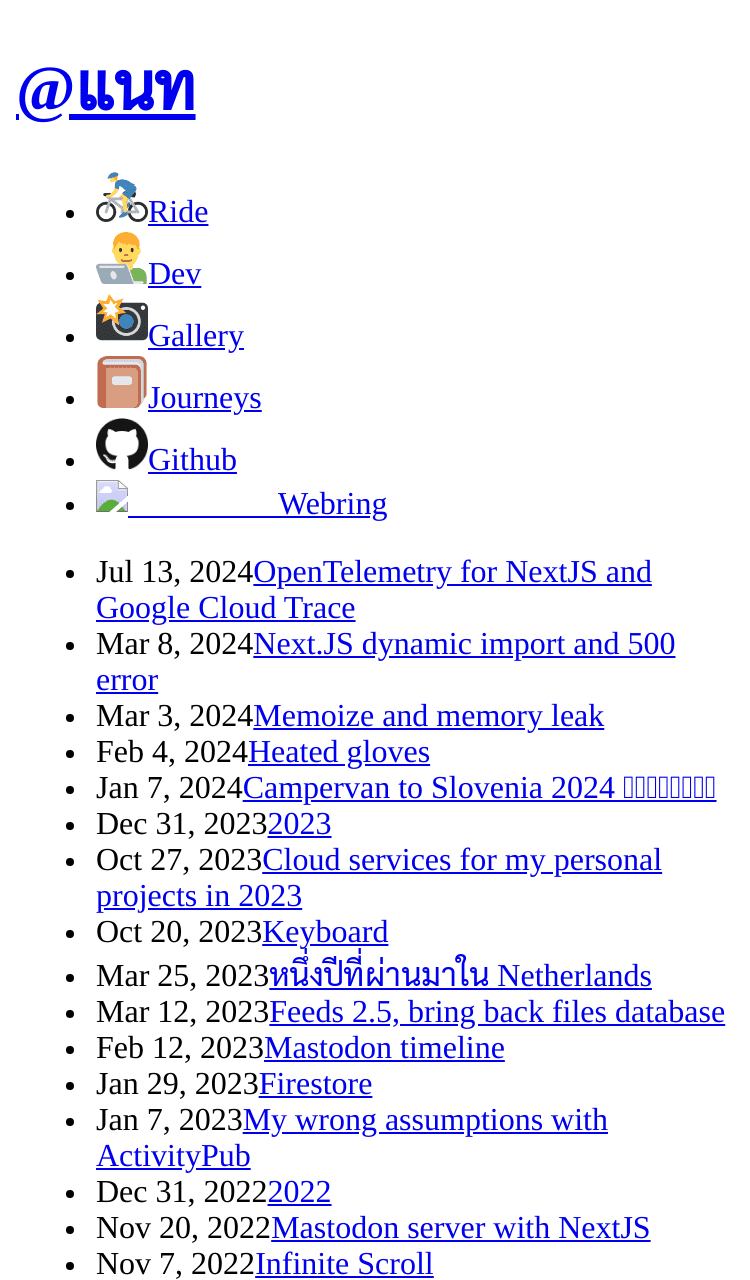 @แนท
Ride
Dev
Gallery
Journeys
Github
Webring
Jul 13, 2024OpenTelemetry for NextJS and
Google Cloud Trace
Mar 8, 2024Next.JS dynamic import and 500
error
Mar 3, 2024Memoize and memory leak
Feb 4, 2024Heated gloves
Jan 7, 2024Campervan to Slovenia 2024
Dec 31, 20232023
Oct 27, 2023Cloud services for my personal
projects in 2023
Oct 20, 2023Keyboard
Mar 25, 2023หนึ่งปีที่ผ่านมาใน Netherlands
Mar 12, 2023Feeds 2.5, bring back files database
Feb 12, 2023Mastodon timeline
Jan 29, 2023Firestore
Jan 7, 2023My wrong assumptions with
ActivityPub
Dec 31, 20222022
Nov 20, 2022Mastodon server with NextJS
Nov 7, 2022Infinite Scroll